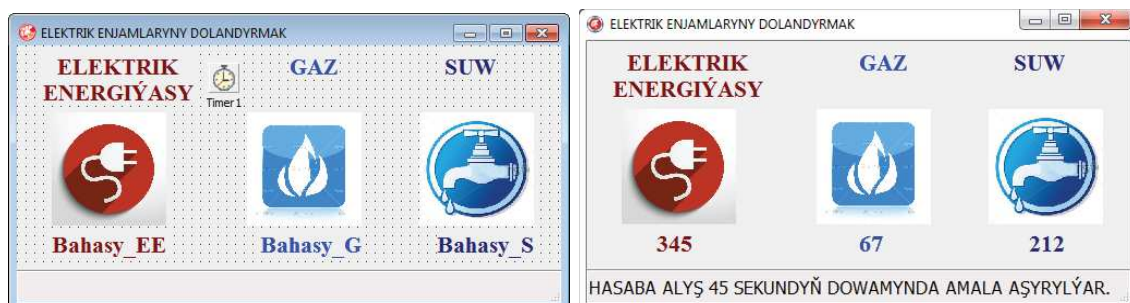 ELEKTRIK ENJAMLARYNY DOLANDYRMAK
ELEKTRIK
ENERGIÝASY
Timer1
GAZ
SUW
Bahasy_EE
Bahasy_G
Bahasy_S
ELEKTRIK ENJAMLARYNY DOLANDYRMAK
ELEKTRIK
ENERGIÝASY
GAZ
SUW
345
67
212
HASABA ALYŞ 45 SEKUNDYŇ DOWAMYNDA AMALA AŞYRYLÝAR.